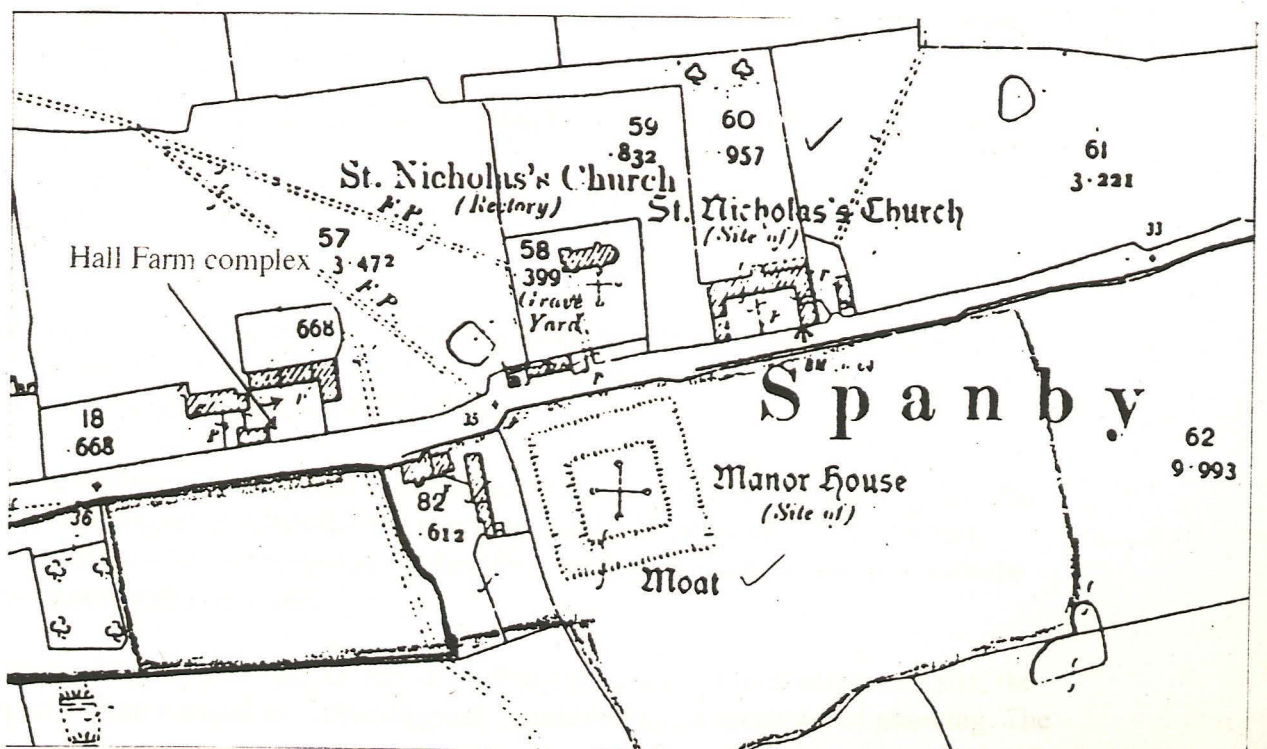 59
·832
60
·957
61
3·221
St. Nicholas's Church
(Rectory)
F.P.
St. Nicholas's Church
(Site of)
33
57
3·472
F.P.
Hall Farm complex
58
399
Grave
Yard
668
F
F
F
F
B M
Spanby
18
668
35
62
9·993
Manor House
(Site of)
82
·612
36
Moat
The